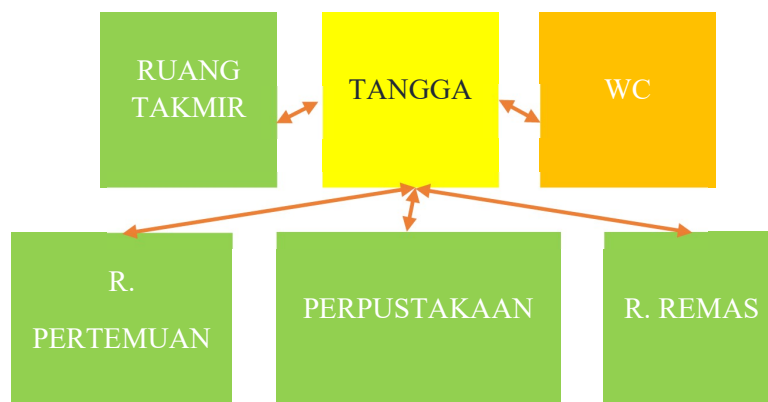 RUANG
TAKMIR
TANGGA
WC
R.
PERTEMUAN
PERPUSTAKAAN
R. REMAS